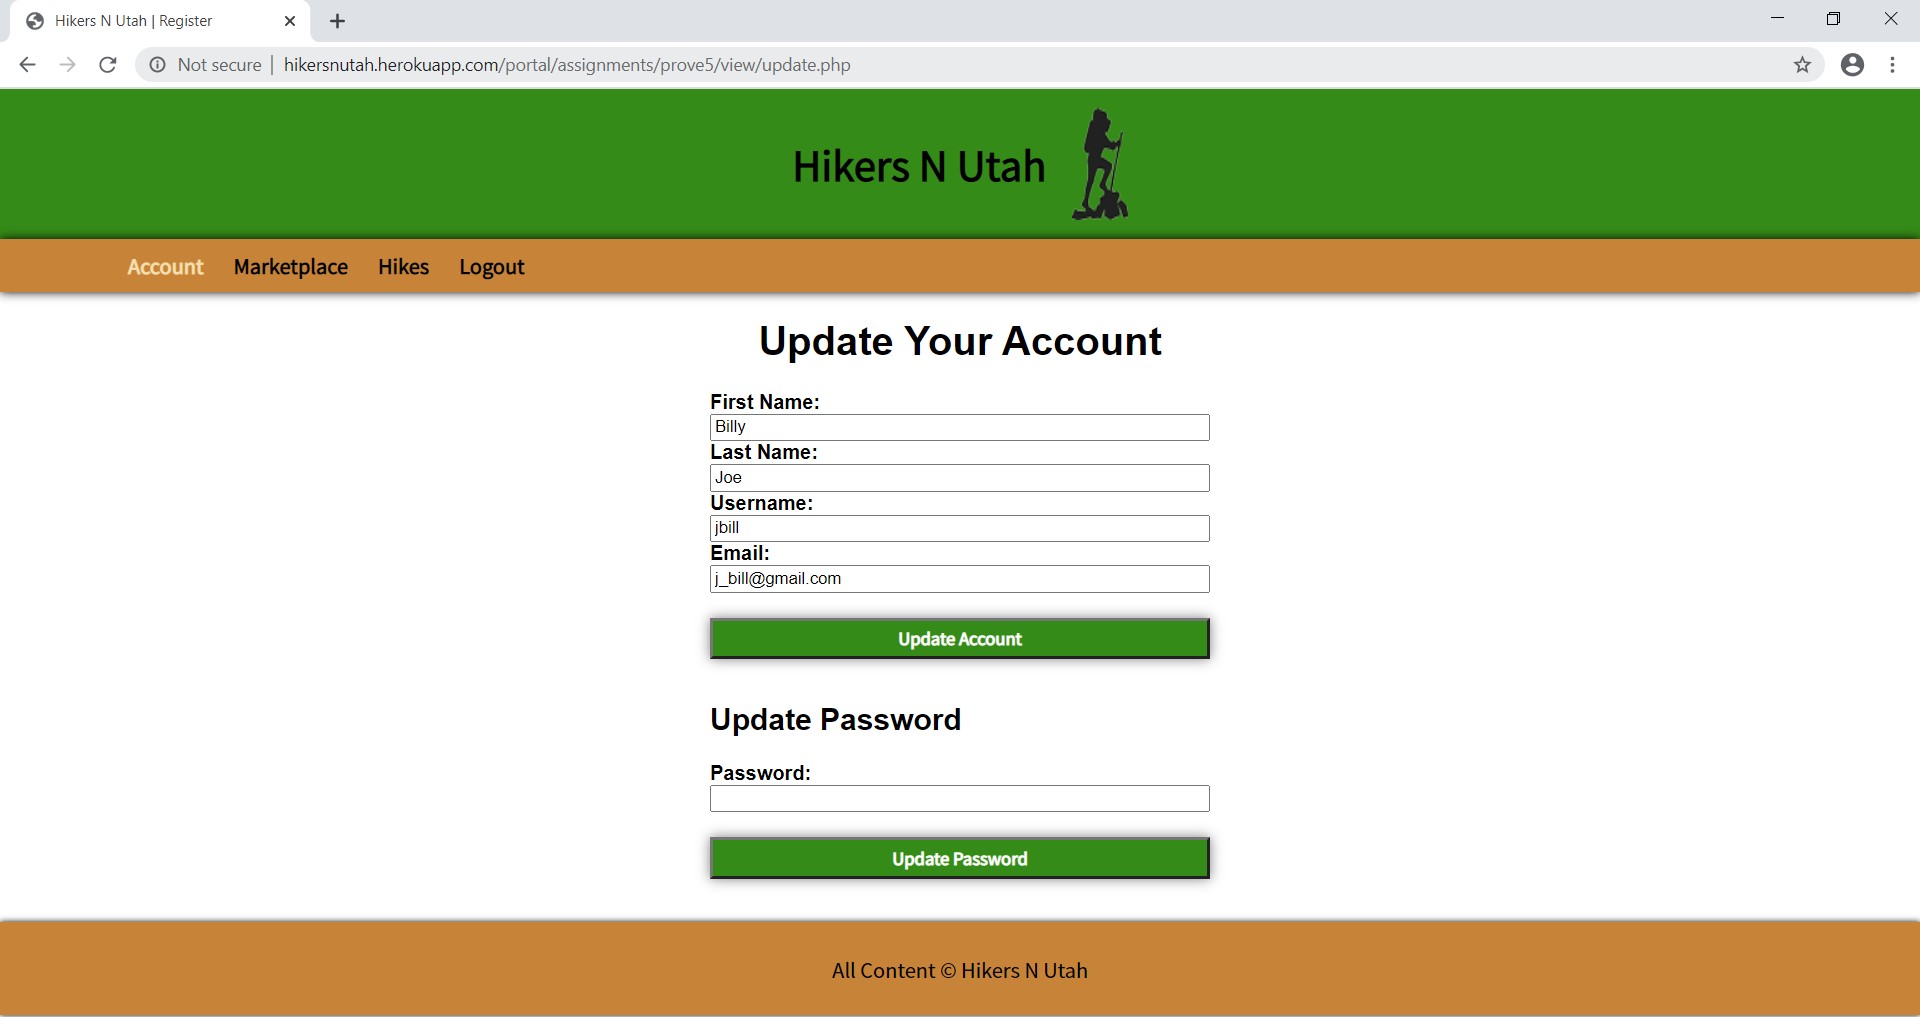 Hikers N Utah | Register
Not secure | hikersnutah.herokuapp.com/portal/assignments/prove5/view/update.php
Hikers N Utah
Account Marketplace Hikes Logout
Update Your Account
First Name:
Billy
Last Name:
Joe
Username:
jbill
Email:
j_bill@gmail.com
Update Account
Update Password
Password:
Update Password
All Content © Hikers N Utah